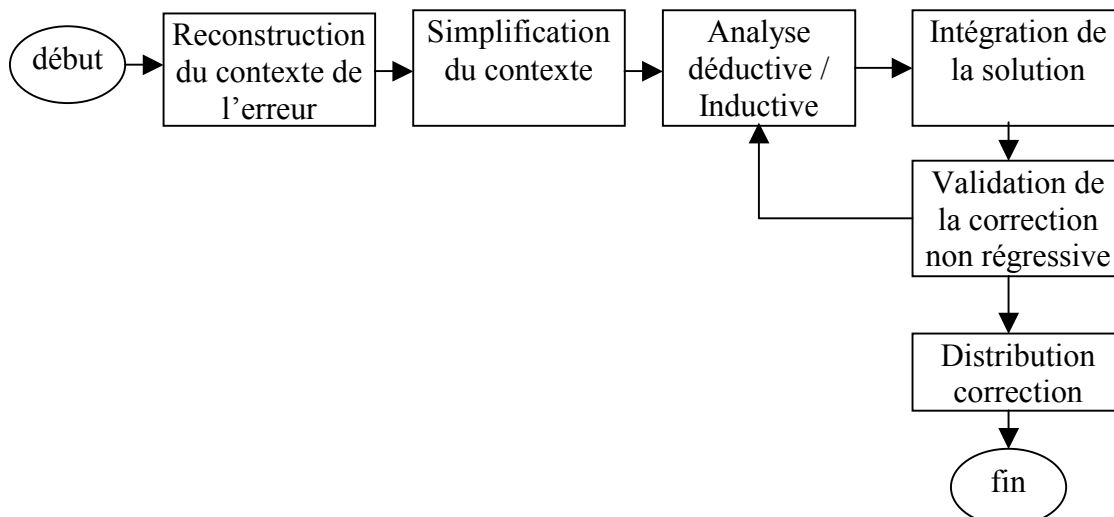 début
Reconstruction
du contexte de
l’erreur
Simplification
du contexte
Analyse
déductive /
Inductive
Intégration de
la solution
Validation de
la correction
non régressive
Distribution
correction
fin